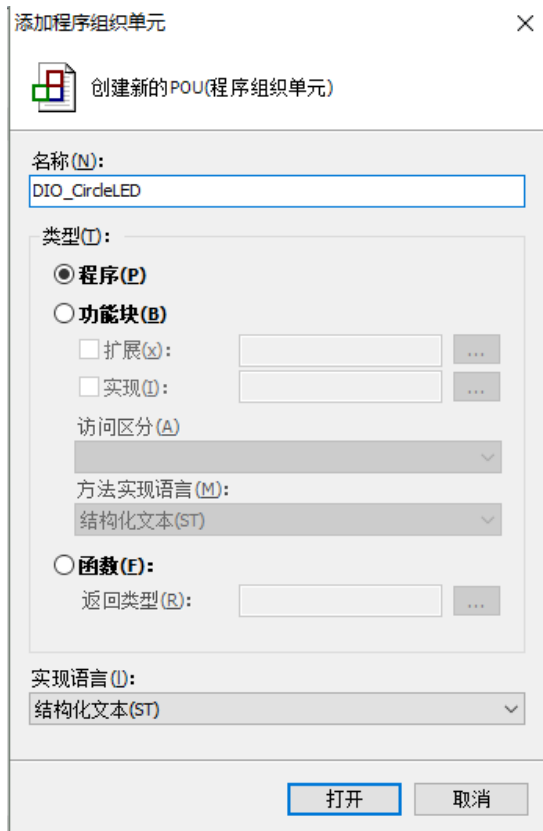 添加程序组织单元
创建新的POU(程序组织单元)
名称(N):
DIO_CircleLED
类型(T):
程序(P)
功能块(B)
扩展(x):
...
实现(I):
...
访问区分(A)
方法实现语言(M):
结构化文本(ST)
函数(F):
返回类型(R):
...
实现语言(I):
结构化文本(ST)
打开 取消